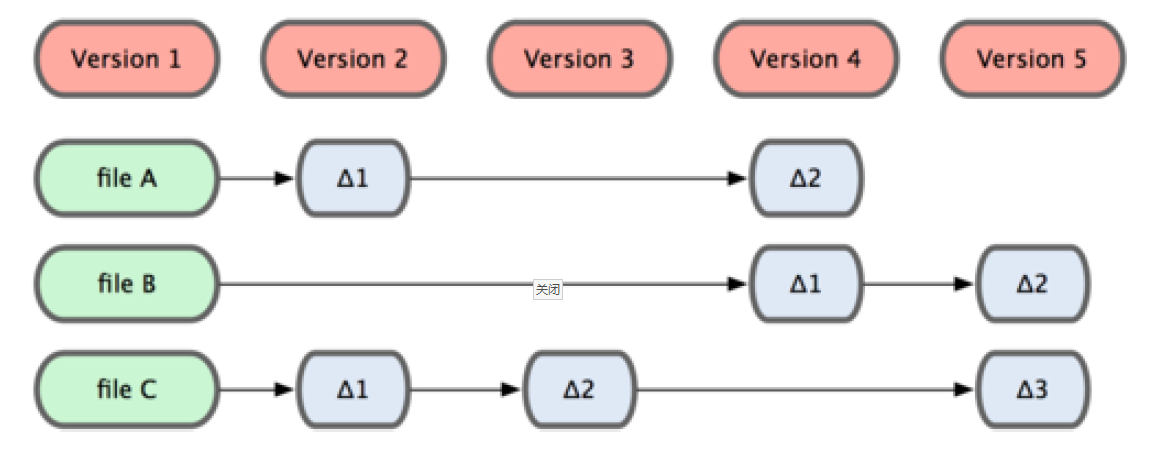 Version 1 Version 2 Version 3 Version 4 Version 5
file A Δ1 Δ2
file B Δ1 Δ2
关闭
file C Δ1 Δ2 Δ3